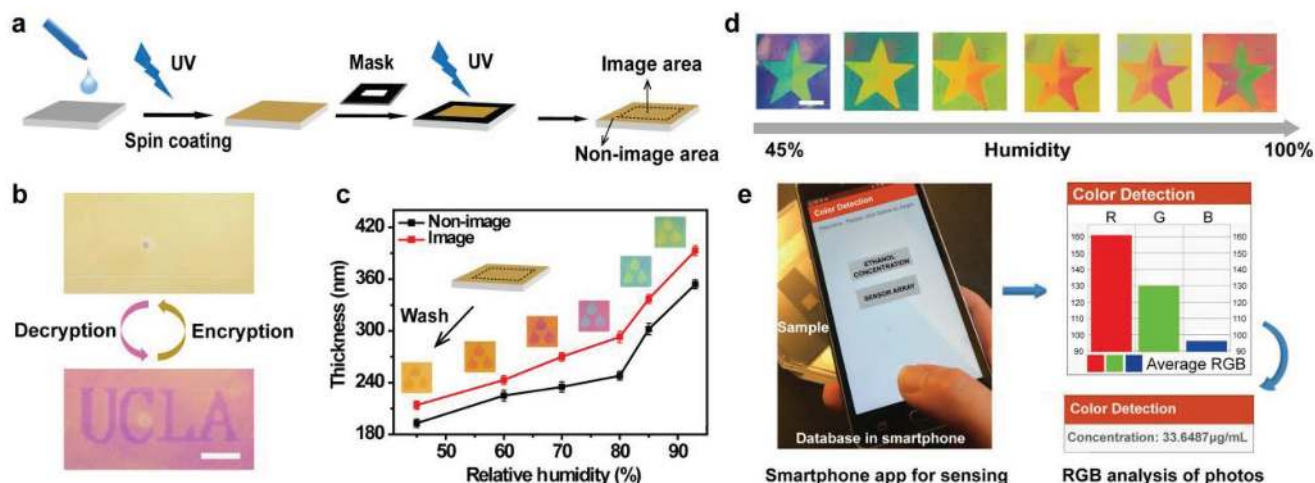 a
UV
Spin coating
Mask
UV
Image area
Non-image area
b
Decryption
Encryption
UCLA
c
Non-image
Image
Wash
Thickness (nm)
420
360
300
240
180
50
60
70
80
90
Relative humidity (%)
d
45%
Humidity
100%
e
Color Detection
ETHANOL
CONCENTRATION
SENSOR ARRAY
Sample
Database in smartphone
Smartphone app for sensing
Color Detection
R G B
160 160
150 150
140 140
130 130
120 120
110 110
100 100
90 90
Average RGB
Color Detection
Concentration: 33.6487μg/mL
RGB analysis of photos